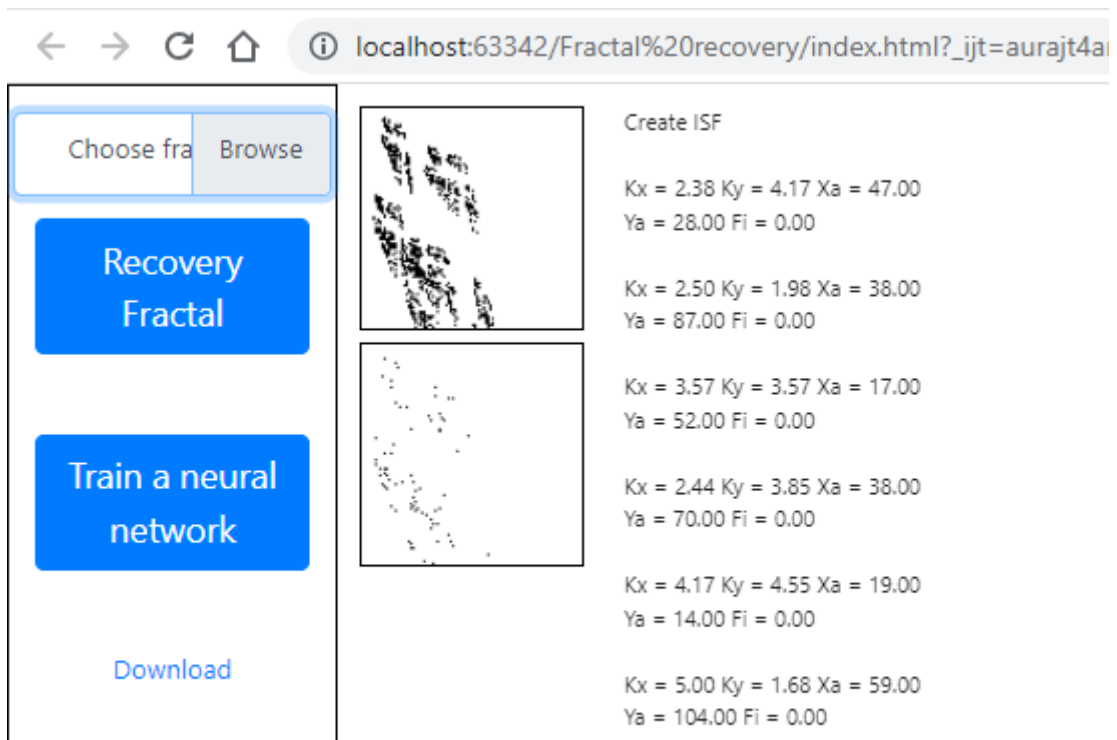 localhost:63342/Fractal%20recovery/index.html?_ijt=aurajt4a
Choose fra
Browse
Recovery
Fractal
Train a neural
network
Download
Create ISF
Kx = 2.38 Ky = 4.17 Xa = 47.00
Ya = 28.00 Fi = 0.00
Kx = 2.50 Ky = 1.98 Xa = 38.00
Ya = 87.00 Fi = 0.00
Kx = 3.57 Ky = 3.57 Xa = 17.00
Ya = 52.00 Fi = 0.00
Kx = 2.44 Ky = 3.85 Xa = 38.00
Ya = 70.00 Fi = 0.00
Kx = 4.17 Ky = 4.55 Xa = 19.00
Ya = 14.00 Fi = 0.00
Kx = 5.00 Ky = 1.68 Xa = 59.00
Ya = 104.00 Fi = 0.00